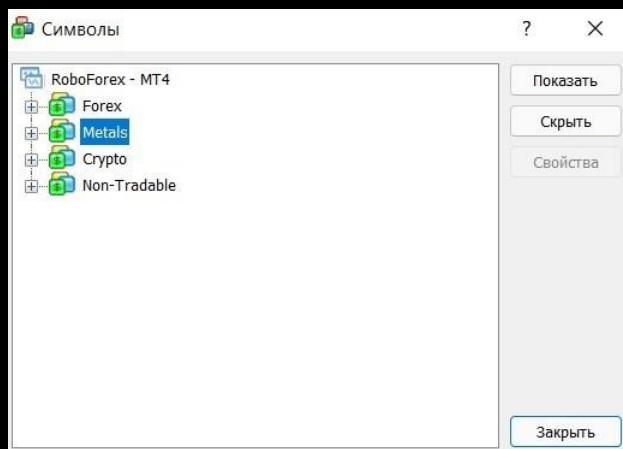 Символы
RoboForex - MT4
Forex
Metals
Crypto
Non-Tradable
Показать
Скрыть
Свойства
Закрыть